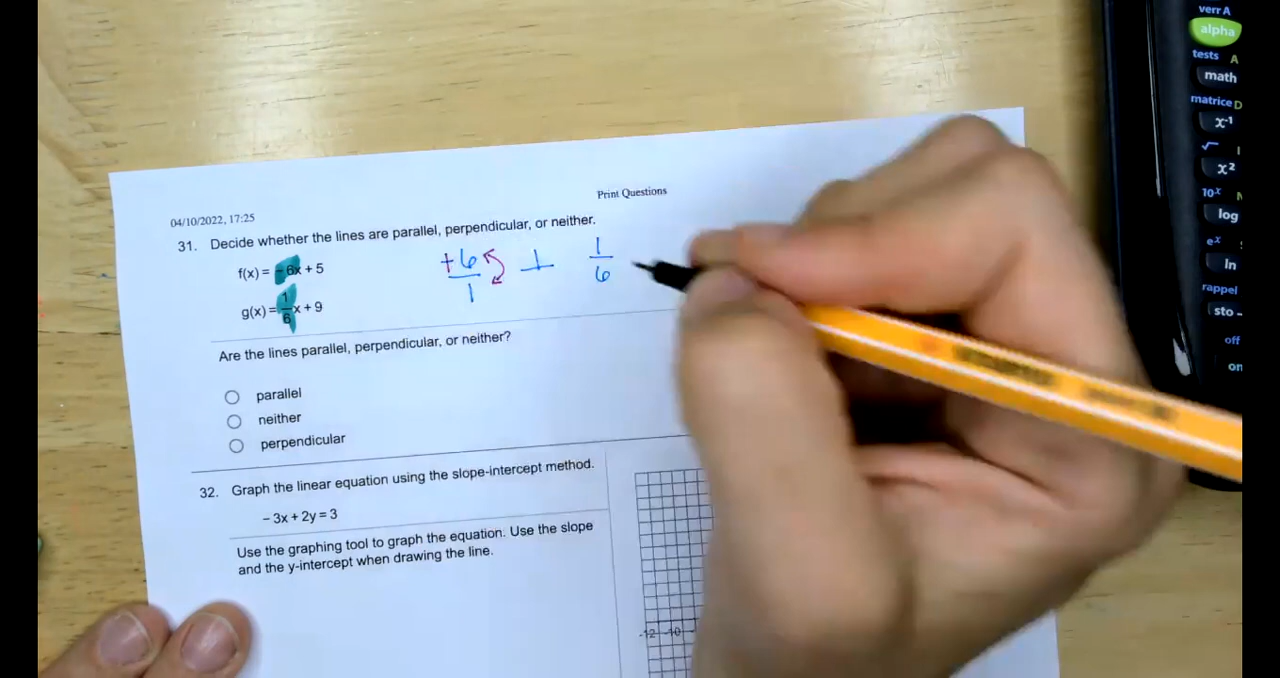 Print Questions
04/10/2022, 17:25
31. Decide whether the lines are parallel, perpendicular, or neither.
f(x) = - 6x + 5
g(x) = 1/6 x + 9
+6/1 ⊥ 1/6
Are the lines parallel, perpendicular, or neither?
parallel
neither
perpendicular
32. Graph the linear equation using the slope-intercept method.
- 3x + 2y = 3
Use the graphing tool to graph the equation. Use the slope
and the y-intercept when drawing the line.
-12 -10
verr A
alpha
tests A
math
matrice D
x⁻¹
√
x²
10ˣ
log
eˣ
ln
rappel
sto
off
on